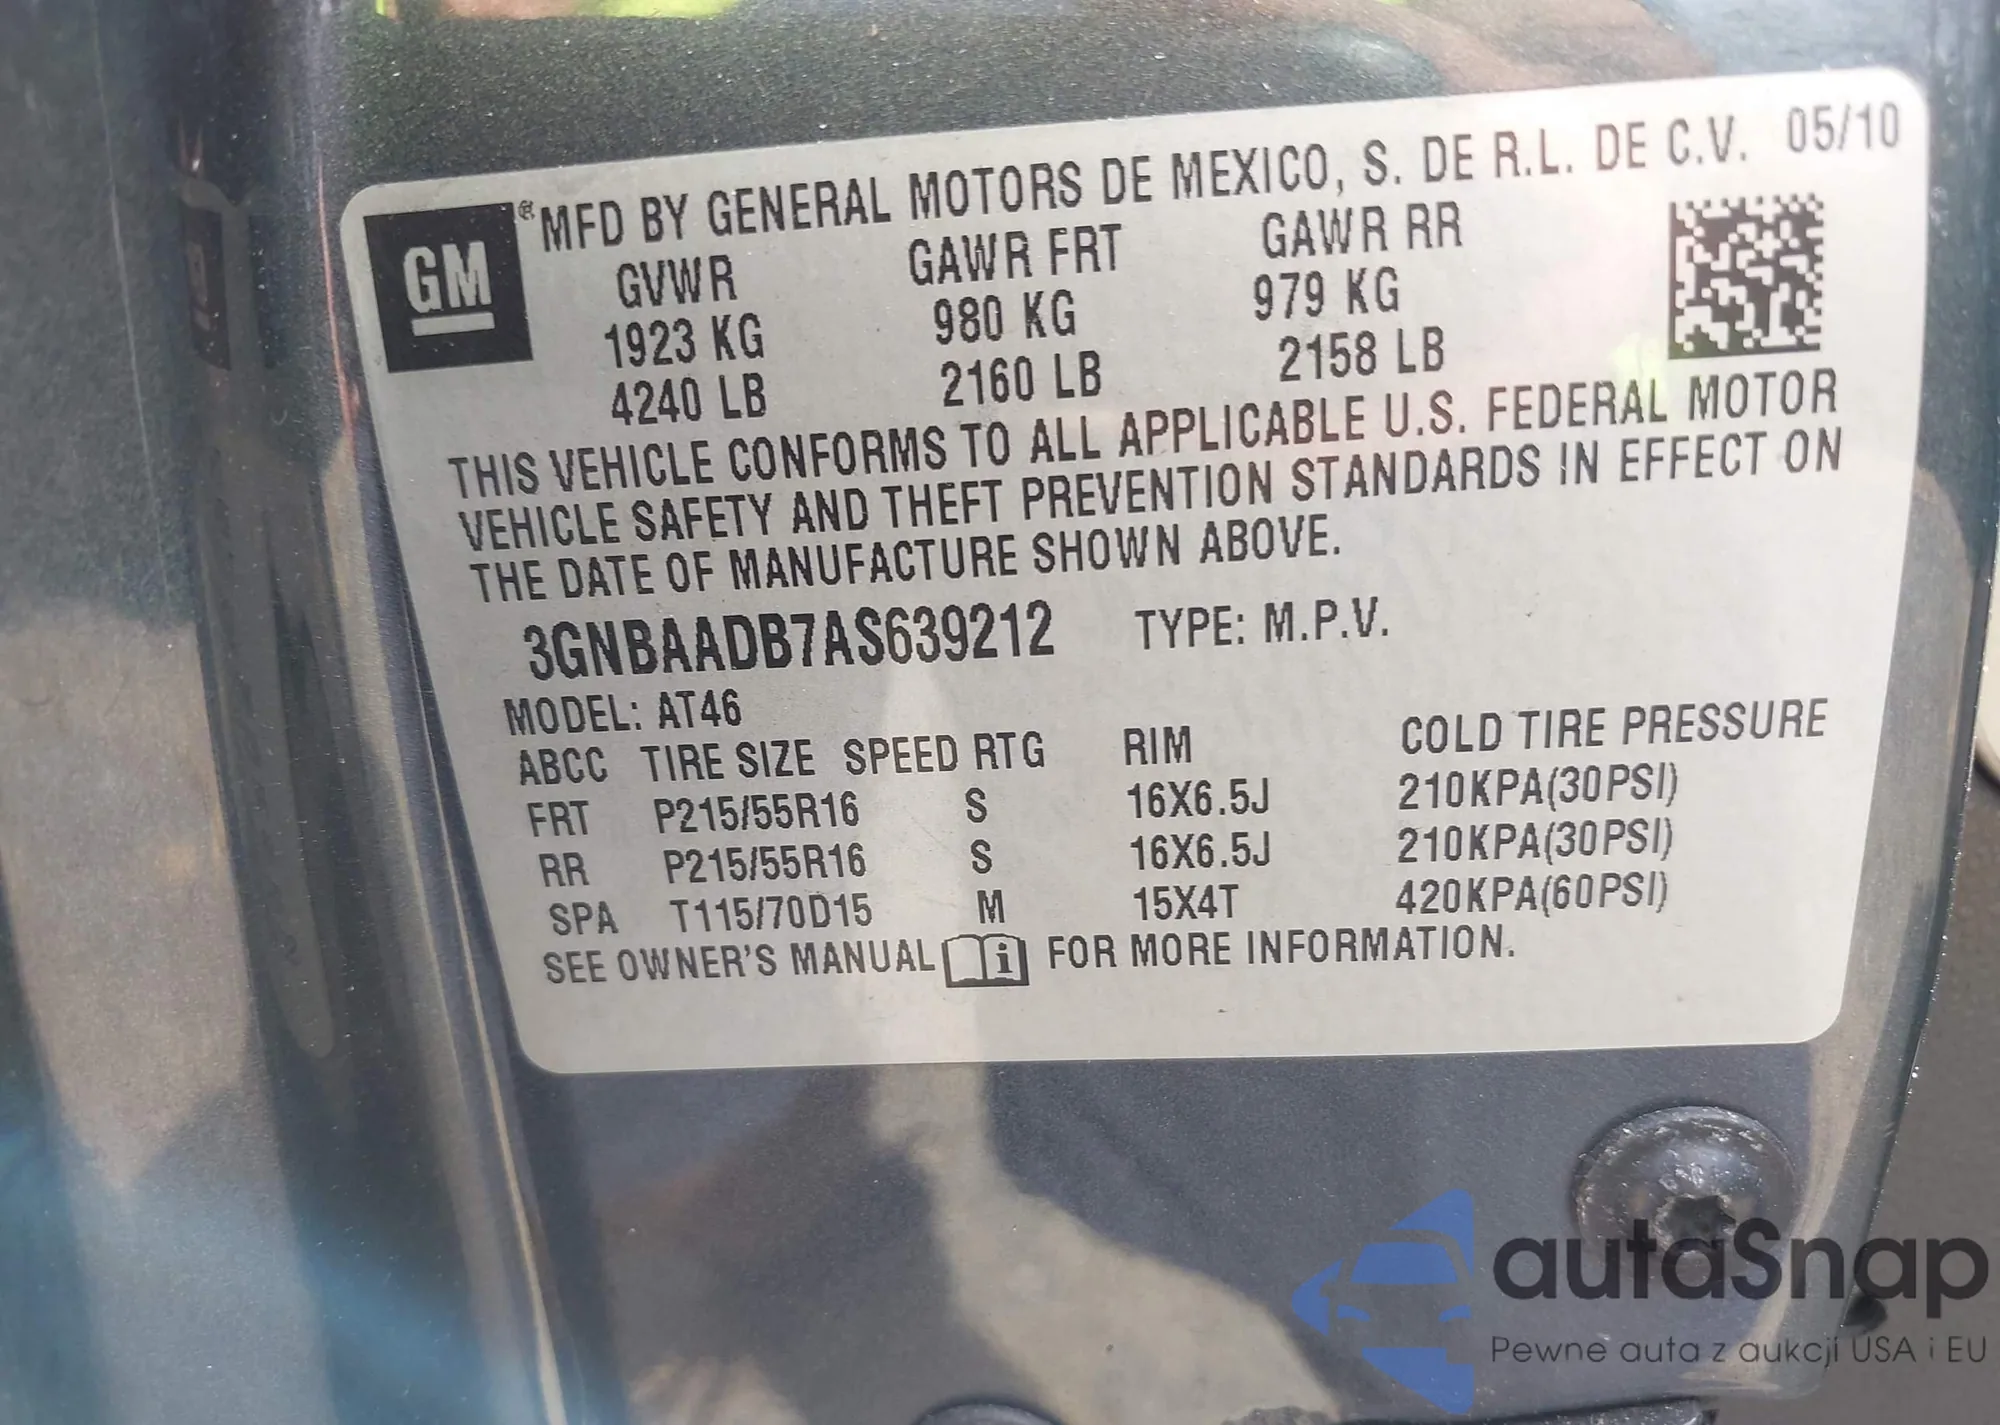 GM
® MFD BY GENERAL MOTORS DE MEXICO, S. DE R.L. DE C.V. 05/10
GVWR GAWR FRT GAWR RR
1923 KG 980 KG 979 KG
4240 LB 2160 LB 2158 LB
THIS VEHICLE CONFORMS TO ALL APPLICABLE U.S. FEDERAL MOTOR
VEHICLE SAFETY AND THEFT PREVENTION STANDARDS IN EFFECT ON
THE DATE OF MANUFACTURE SHOWN ABOVE.
3GNBAADB7AS639212 TYPE: M.P.V.
MODEL: AT46
ABCC TIRE SIZE SPEED RTG RIM COLD TIRE PRESSURE
FRT P215/55R16 S 16X6.5J 210KPA(30PSI)
RR P215/55R16 S 16X6.5J 210KPA(30PSI)
SPA T115/70D15 M 15X4T 420KPA(60PSI)
SEE OWNER'S MANUAL i FOR MORE INFORMATION.
autaSnap
Pewne auta z aukcji USA i EU